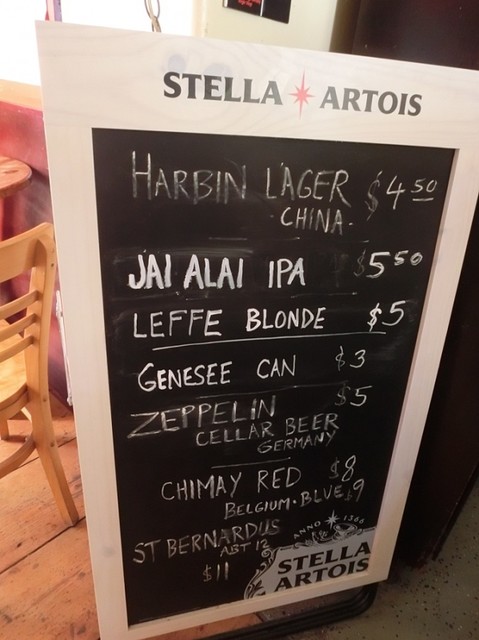 STELLA ARTOIS
HARBIN LAGER $4.50
- CHINA -
JAI ALAI IPA $5.50
LEFFE BLONDE $5
GENESEE CAN $3
ZEPPELIN $5
CELLAR BEER
GERMANY
CHIMAY RED $8
BELGIUM · BLUE $9
ST BERNARDUS
ABT 12
$11
ANNO 1366
STELLA
ARTOIS